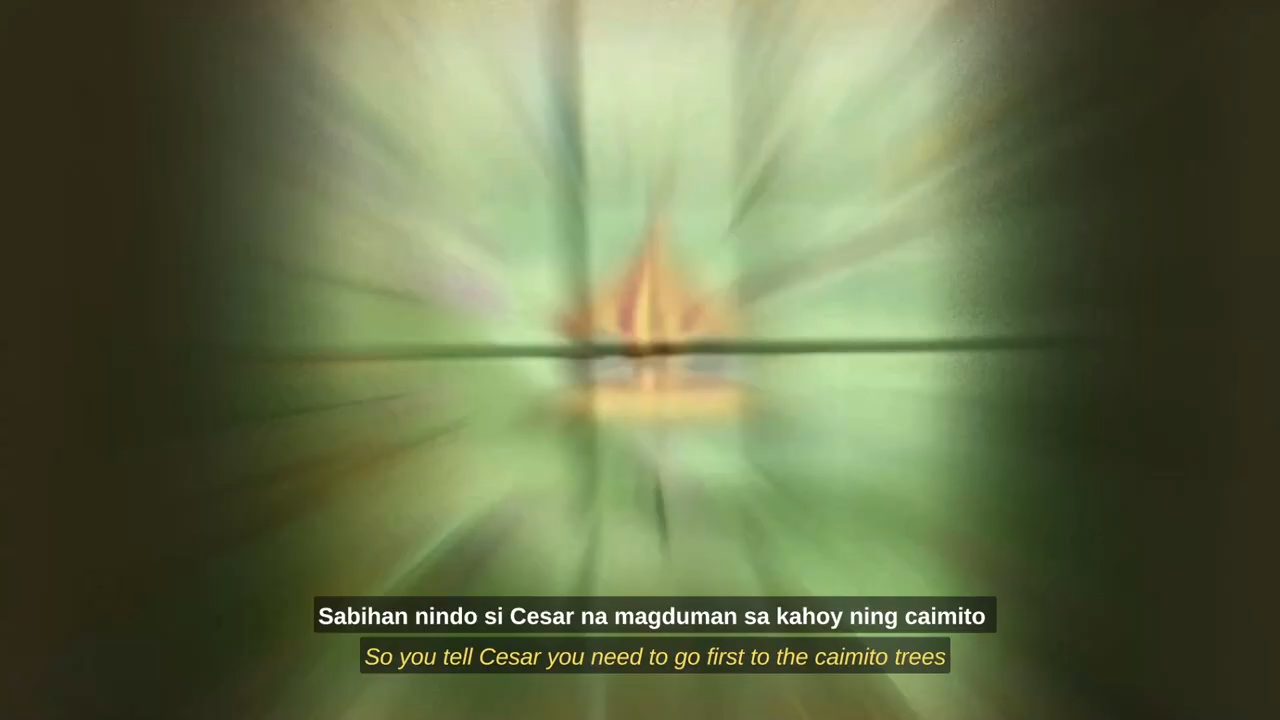 Sabihan nindo si Cesar na magduman sa kahoy ning caimito
So you tell Cesar you need to go first to the caimito trees